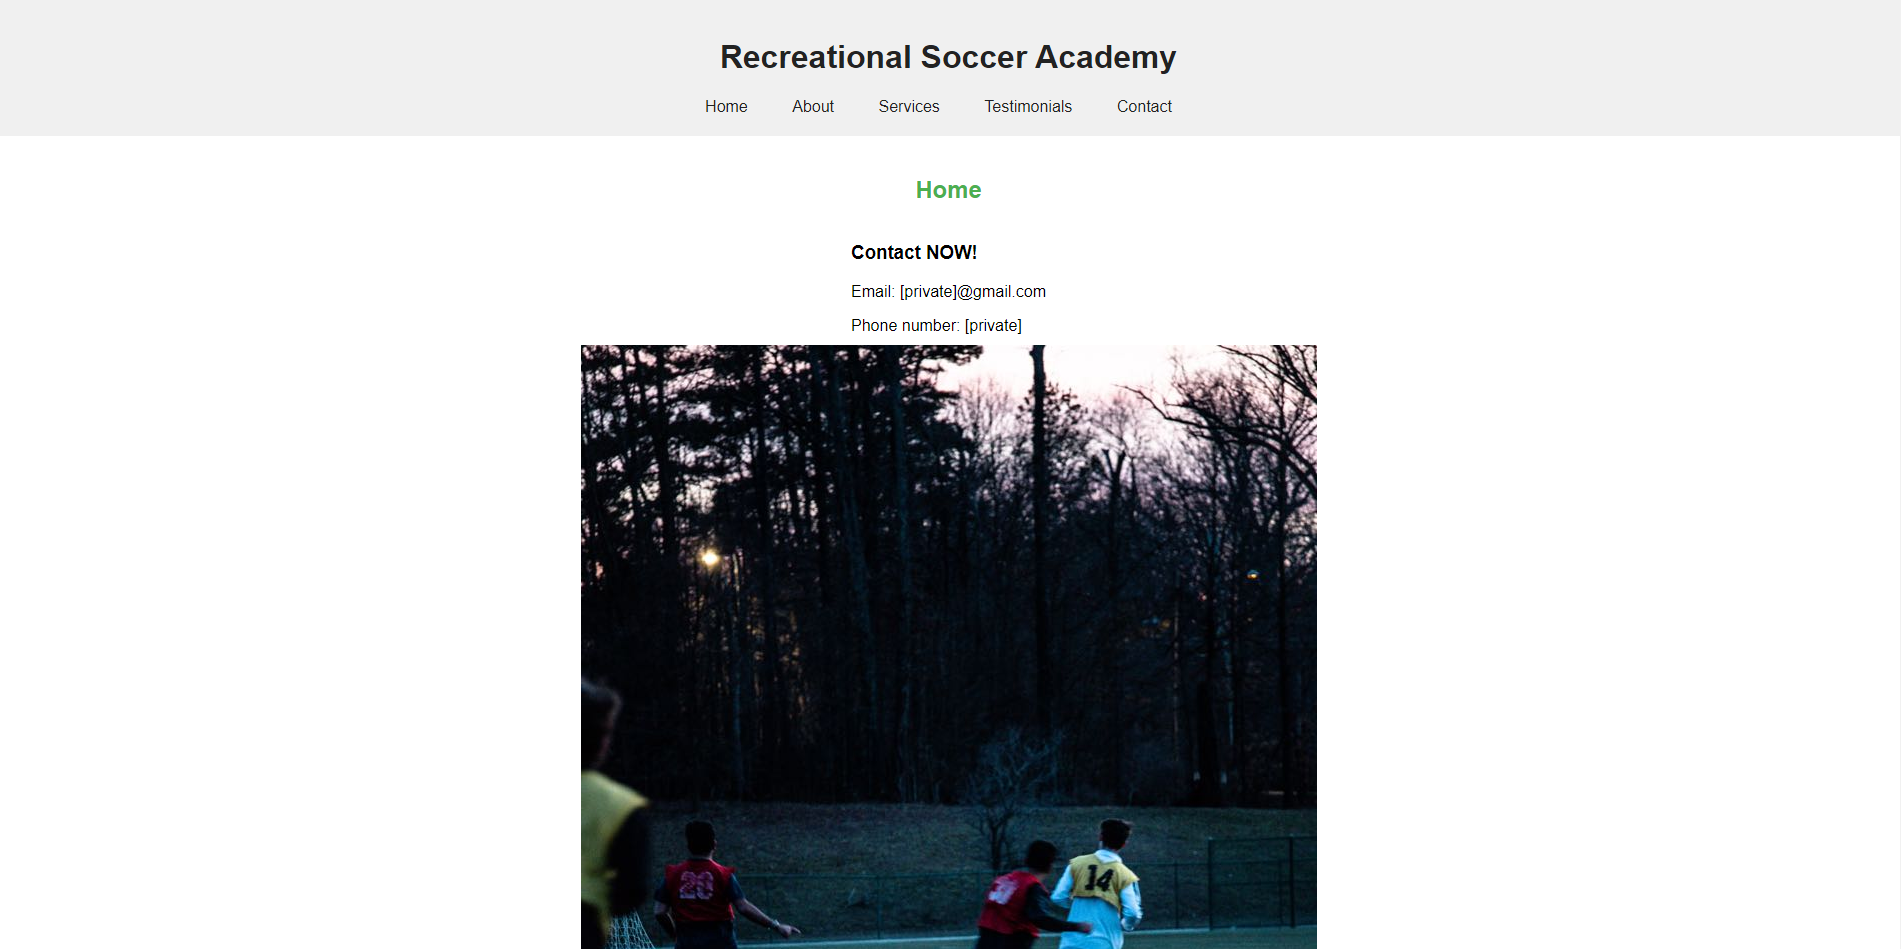 Recreational Soccer Academy
Home About Services Testimonials Contact
Home
Contact NOW!
Email: [private]@gmail.com
Phone number: [private]
20
14